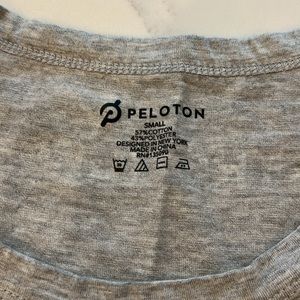 PELOTON
SMALL
57%COTTON
43%POLYESTER
DESIGNED IN NEW YORK
MADE IN CHINA